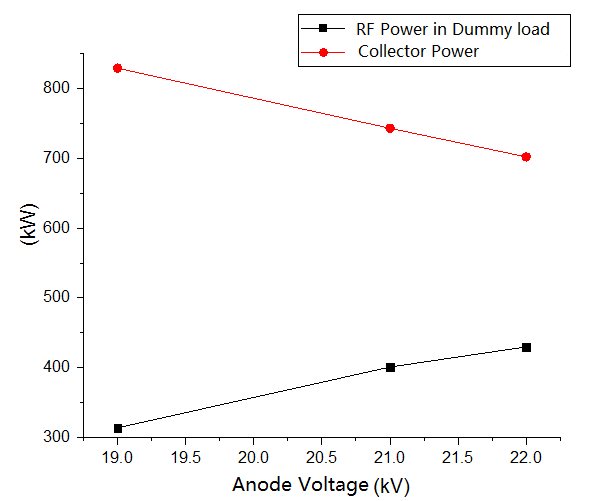 RF Power in Dummy load
Collector Power
800
700
600
500
400
300
(kW)
19.0 19.5 20.0 20.5 21.0 21.5 22.0
Anode Voltage (kV)